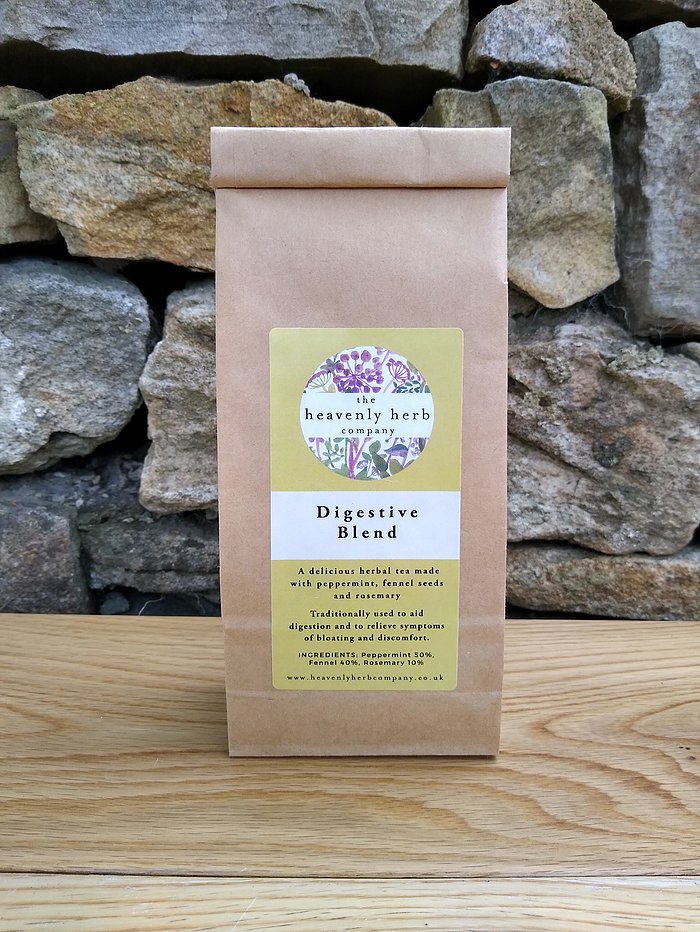 the
heavenly herb
company
Digestive
Blend
A delicious herbal tea made
with peppermint, fennel seeds
and rosemary
Traditionally used to aid
digestion and to relieve symptoms
of bloating and discomfort.
INGREDIENTS: Peppermint 50%,
Fennel 40%, Rosemary 10%
www.heavenlyherbcompany.co.uk